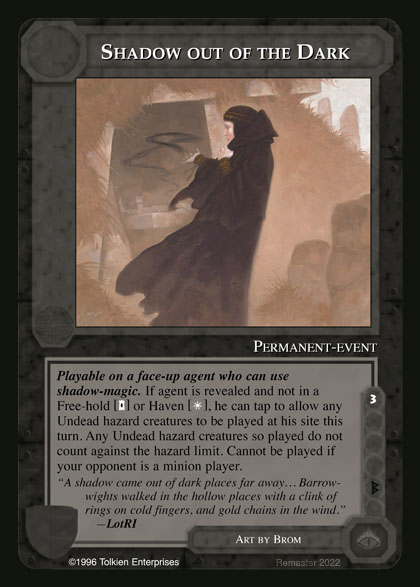 SHADOW OUT OF THE DARK
PERMANENT-EVENT
Playable on a face-up agent who can use
shadow-magic. If agent is revealed and not in a
Free-hold [] or Haven [], he can tap to allow any
Undead hazard creatures to be played at his site this
turn. Any Undead hazard creatures so played do not
count against the hazard limit. Cannot be played if
your opponent is a minion player.
3
“A shadow came out of dark places far away… Barrow-
wights walked in the hollow places with a clink of
rings on cold fingers, and gold chains in the wind.”
—LotRI
ART BY BROM
©1996 Tolkien Enterprises
Remaster 2022